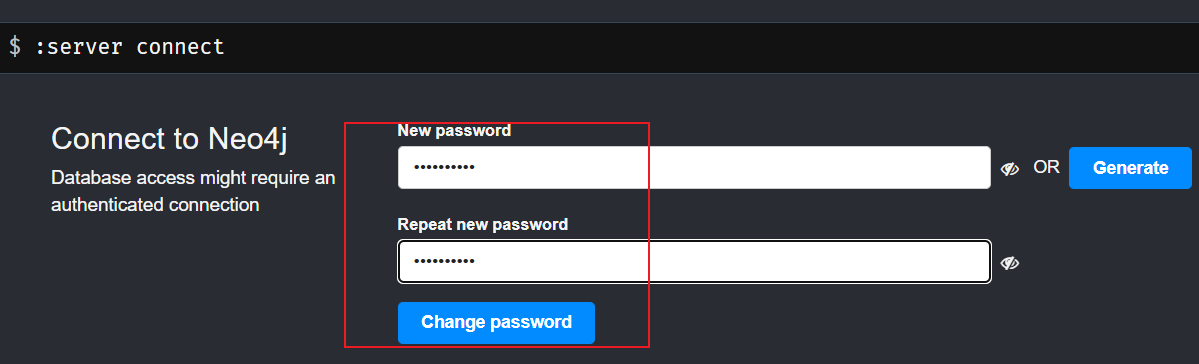 $ :server connect
Connect to Neo4j
Database access might require an
authenticated connection
New password
••••••••••
OR
Generate
Repeat new password
••••••••••
Change password